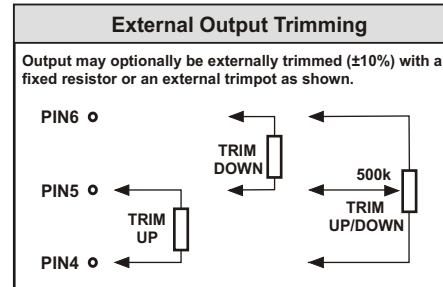 External Output Trimming
Output may optionally be externally trimmed (±10%) with a
fixed resistor or an external trimpot as shown.
PIN6
TRIM
DOWN
PIN5
500k
TRIM
UP
TRIM
UP/DOWN
PIN4